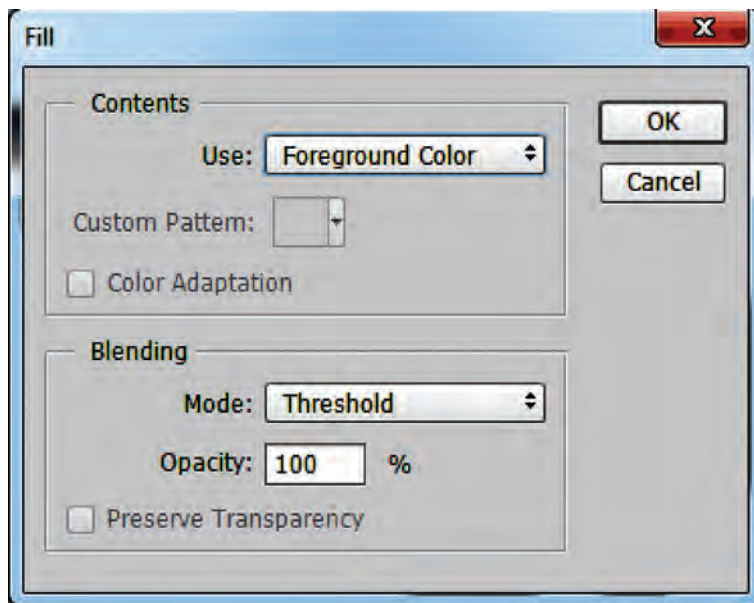 Fill
X
Contents
Use: Foreground Color
Custom Pattern:
Color Adaptation
OK
Cancel
Blending
Mode: Threshold
Opacity: 100 %
Preserve Transparency